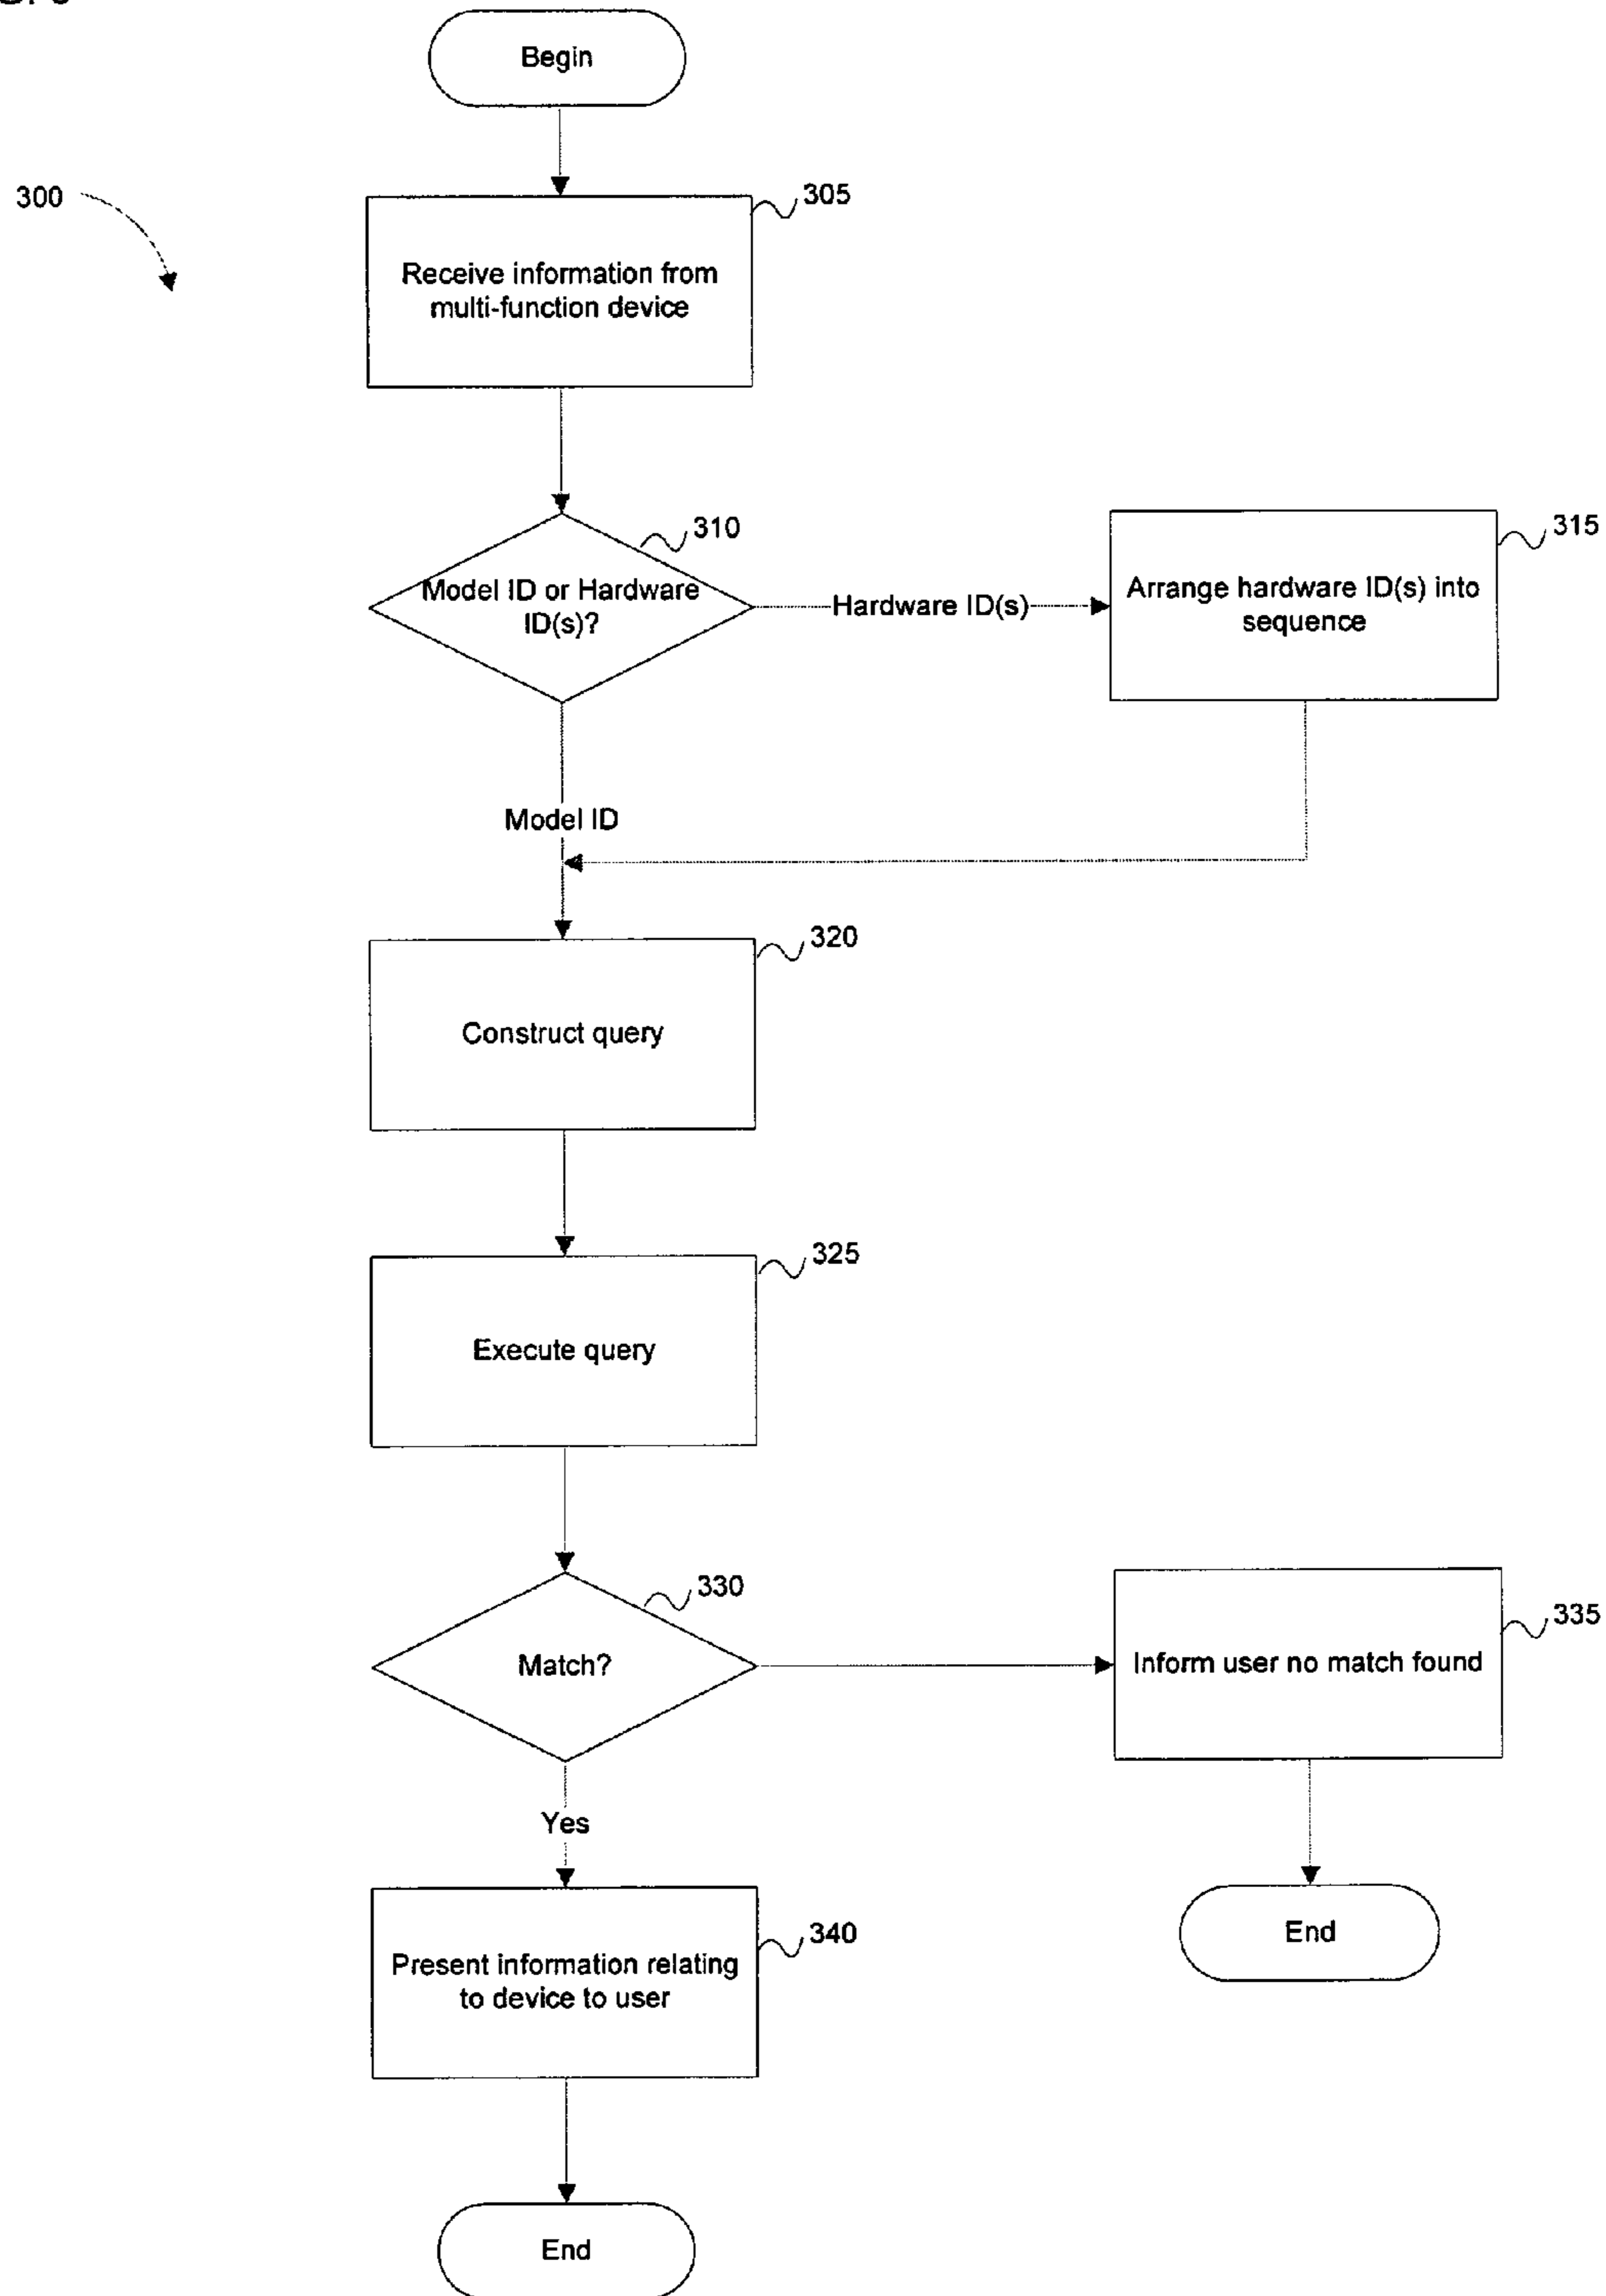 Begin
300
305
Receive information from
multi-function device
310
Model ID or Hardware
ID(s)?
Hardware ID(s)
315
Arrange hardware ID(s) into
sequence
Model ID
320
Construct query
325
Execute query
330
Match?
335
Inform user no match found
Yes
340
Present information relating
to device to user
End
End